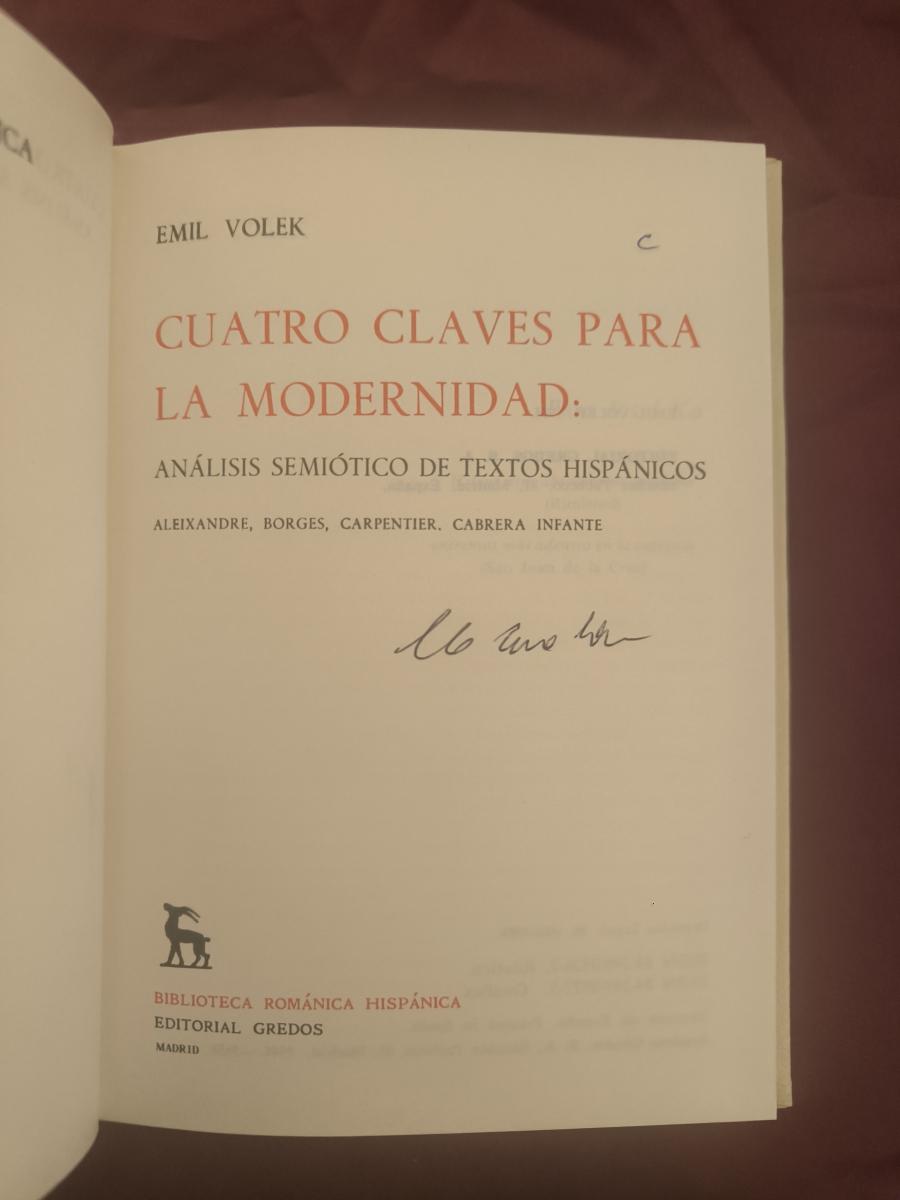 EMIL VOLEK
C
CUATRO CLAVES PARA
LA MODERNIDAD:
ANÁLISIS SEMIÓTICO DE TEXTOS HISPÁNICOS
ALEIXANDRE, BORGES, CARPENTIER. CABRERA INFANTE
BIBLIOTECA ROMÁNICA HISPÁNICA
EDITORIAL GREDOS
MADRID